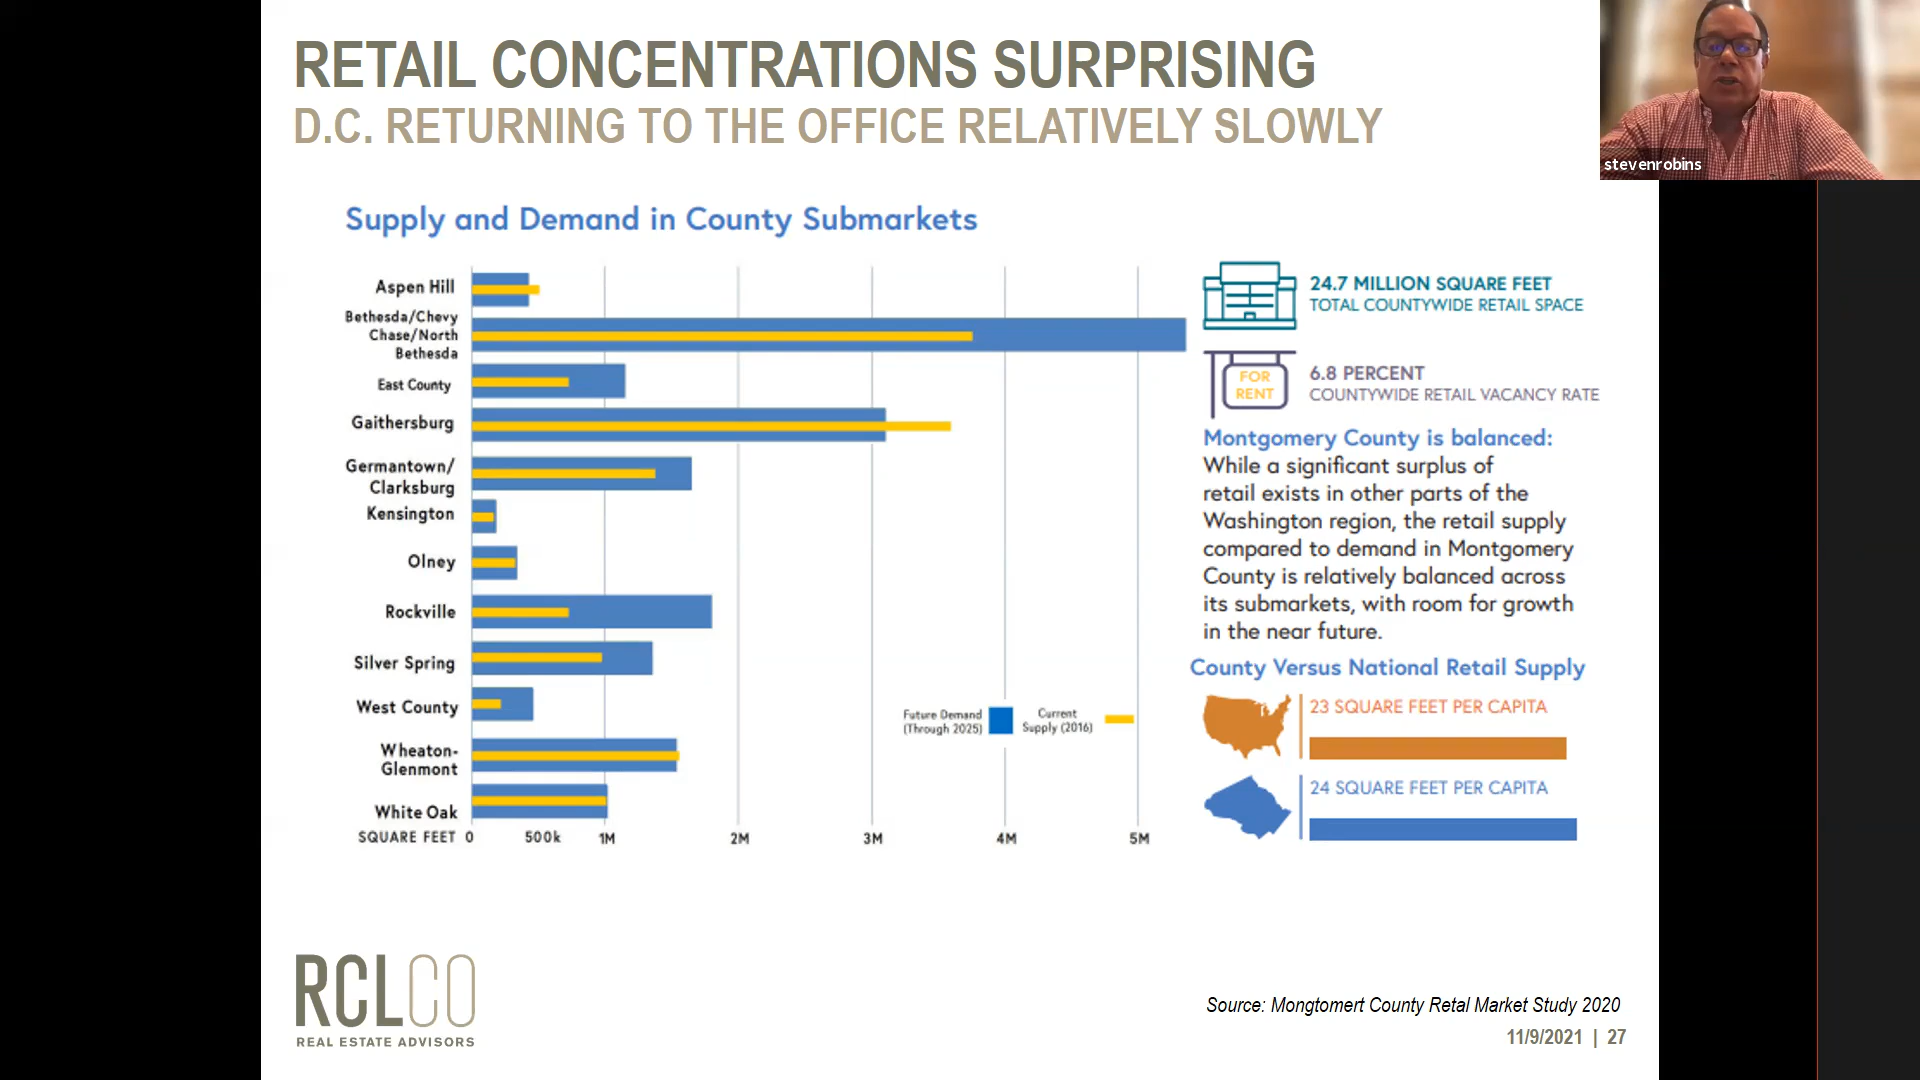 RETAIL CONCENTRATIONS SURPRISING
D.C. RETURNING TO THE OFFICE RELATIVELY SLOWLY
stevenrobins
Supply and Demand in County Submarkets
Aspen Hill
Bethesda/Chevy
Chase/North
Bethesda
East County
Gaithersburg
Germantown/
Clarksburg
Kensington
Olney
Rockville
Silver Spring
West County
Wheaton-
Glenmont
White Oak
SQUARE FEET 0 500k 1M 2M 3M 4M 5M
Future Demand
(Through 2025)
Current
Supply (2016)
24.7 MILLION SQUARE FEET
TOTAL COUNTYWIDE RETAIL SPACE
FOR
RENT
6.8 PERCENT
COUNTYWIDE RETAIL VACANCY RATE
Montgomery County is balanced:
While a significant surplus of
retail exists in other parts of the
Washington region, the retail supply
compared to demand in Montgomery
County is relatively balanced across
its submarkets, with room for growth
in the near future.
County Versus National Retail Supply
23 SQUARE FEET PER CAPITA
24 SQUARE FEET PER CAPITA
RCLCO
REAL ESTATE ADVISORS
Source: Mongtomert County Retal Market Study 2020
11/9/2021 | 27